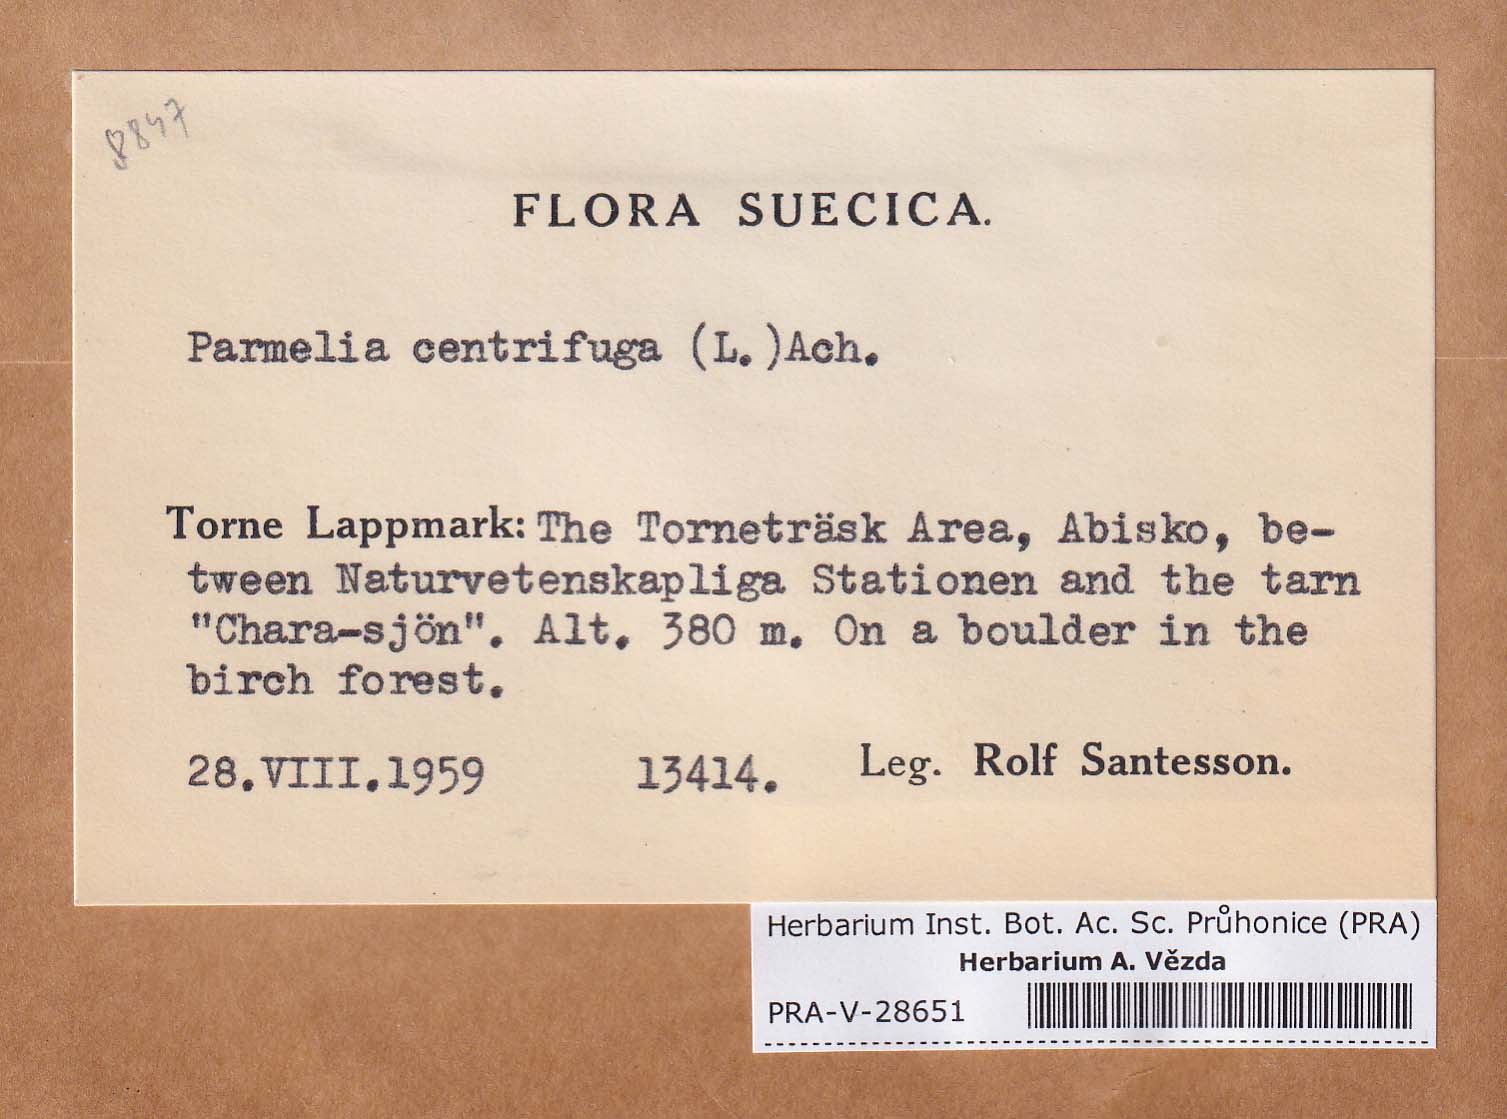 8847
FLORA SUECICA.
Parmelia centrifuga (L.)Ach.
Torne Lappmark: The Torneträsk Area, Abisko, be-
tween Naturvetenskapliga Stationen and the tarn
"Chara-sjön". Alt. 380 m. On a boulder in the
birch forest.
28.VIII.1959 13414. Leg. Rolf Santesson.
Herbarium Inst. Bot. Ac. Sc. Průhonice (PRA)
Herbarium A. Vězda
PRA-V-28651